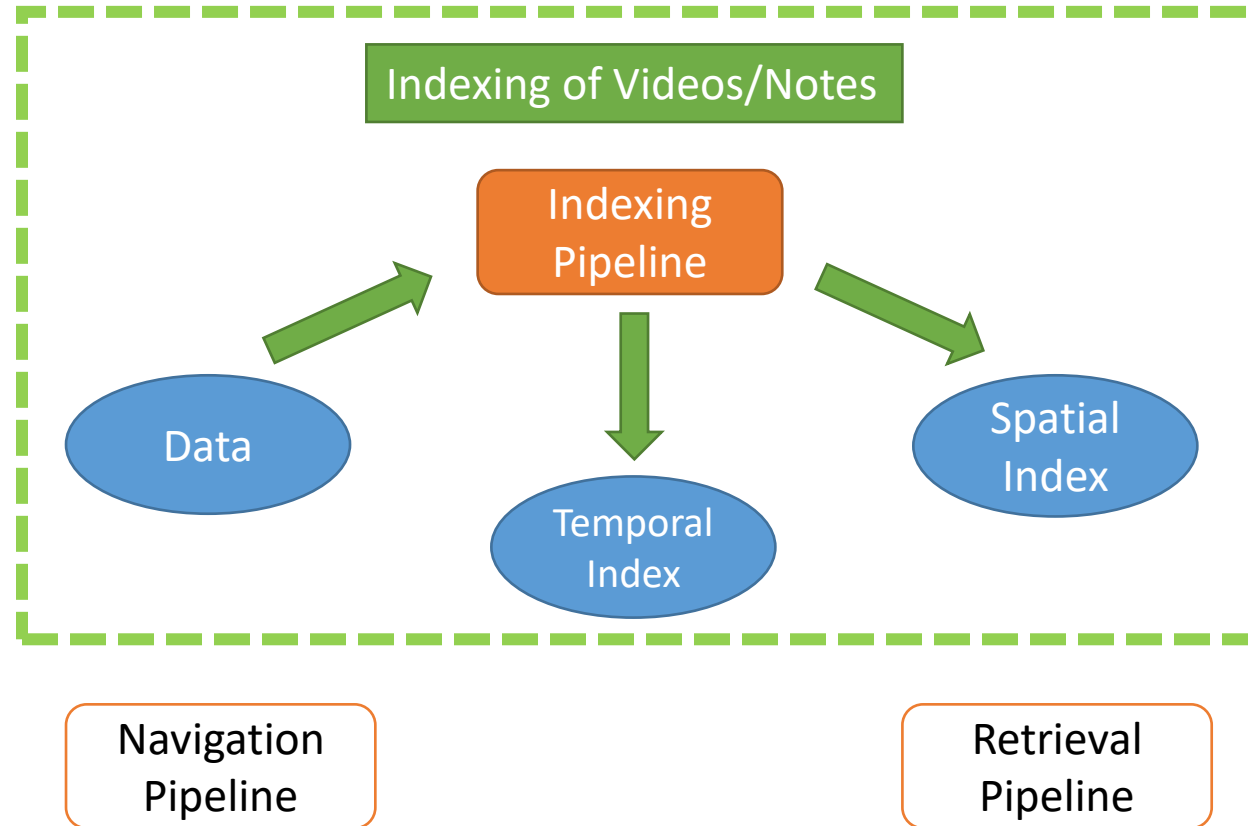 Indexing of Videos/Notes
Indexing
Pipeline
Data
Temporal
Index
Spatial
Index
Navigation
Pipeline
Retrieval
Pipeline